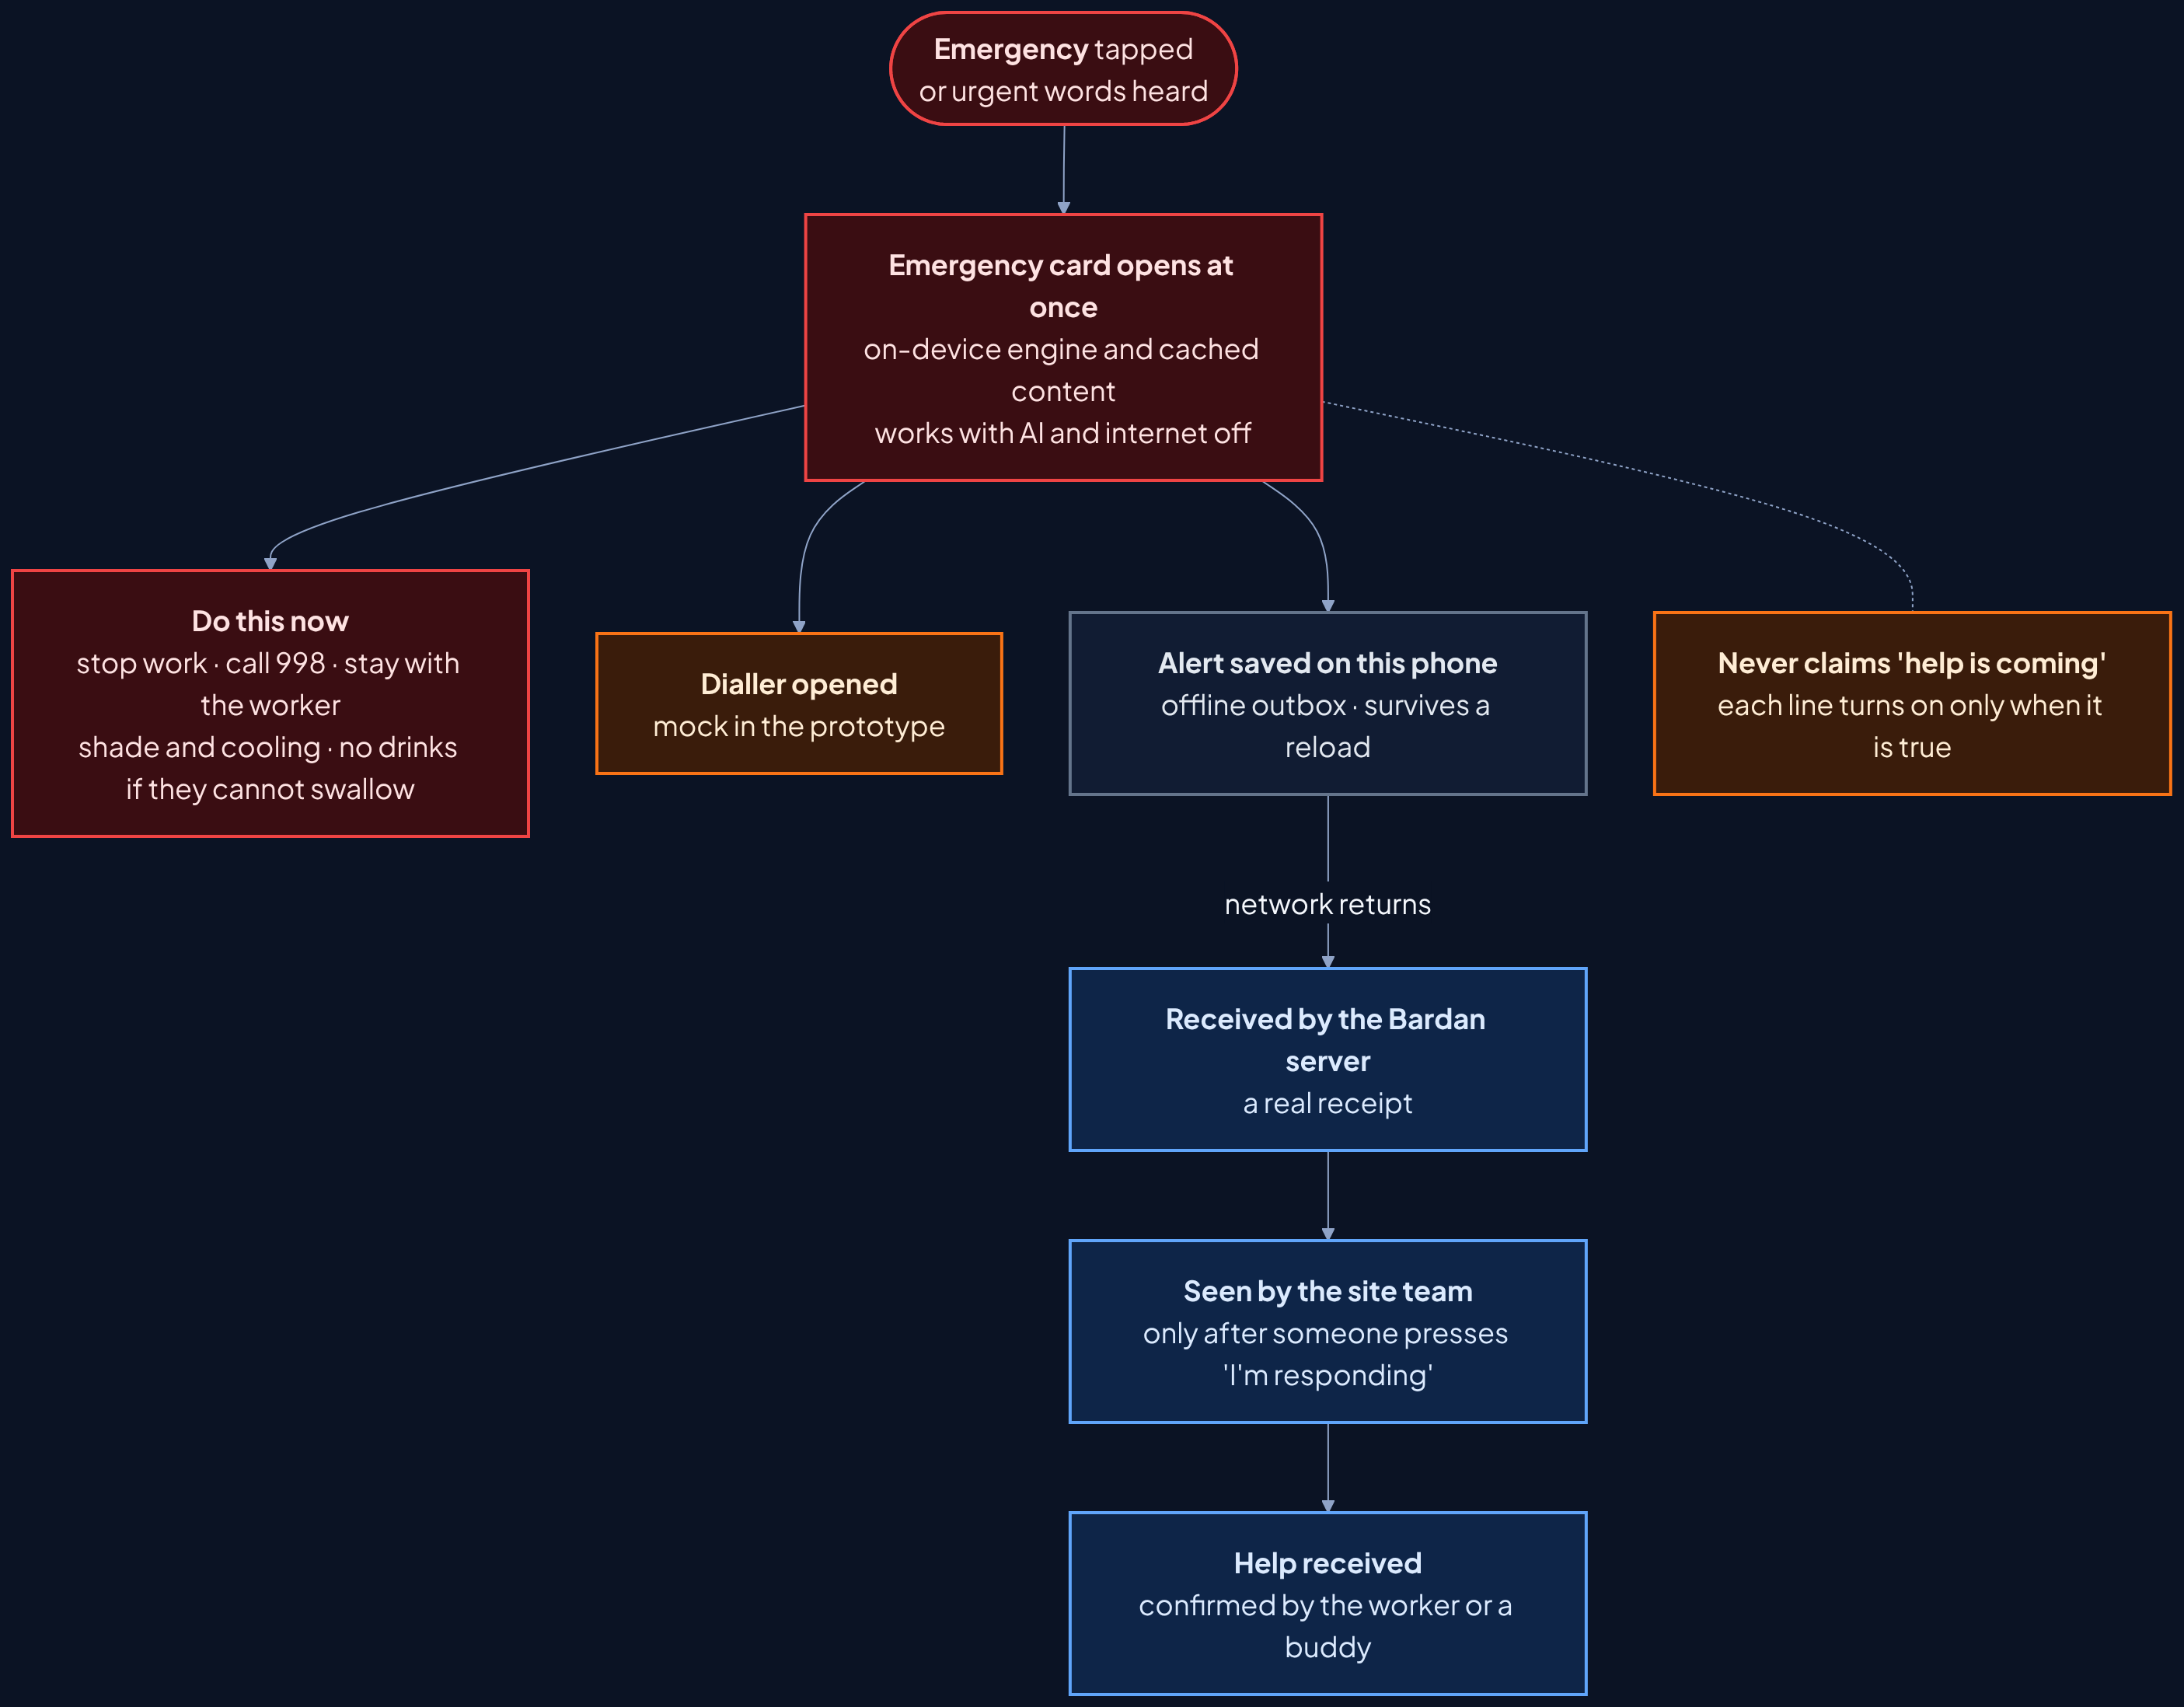 Emergency tapped
or urgent words heard
Emergency card opens at
once
on-device engine and cached
content
works with AI and internet off
Do this now
stop work · call 998 · stay with
the worker
shade and cooling · no drinks
if they cannot swallow
Dialler opened
mock in the prototype
Alert saved on this phone
offline outbox · survives a
reload
Never claims 'help is coming'
each line turns on only when it
is true
network returns
Received by the Bardan
server
a real receipt
Seen by the site team
only after someone presses
'I'm responding'
Help received
confirmed by the worker or a
buddy